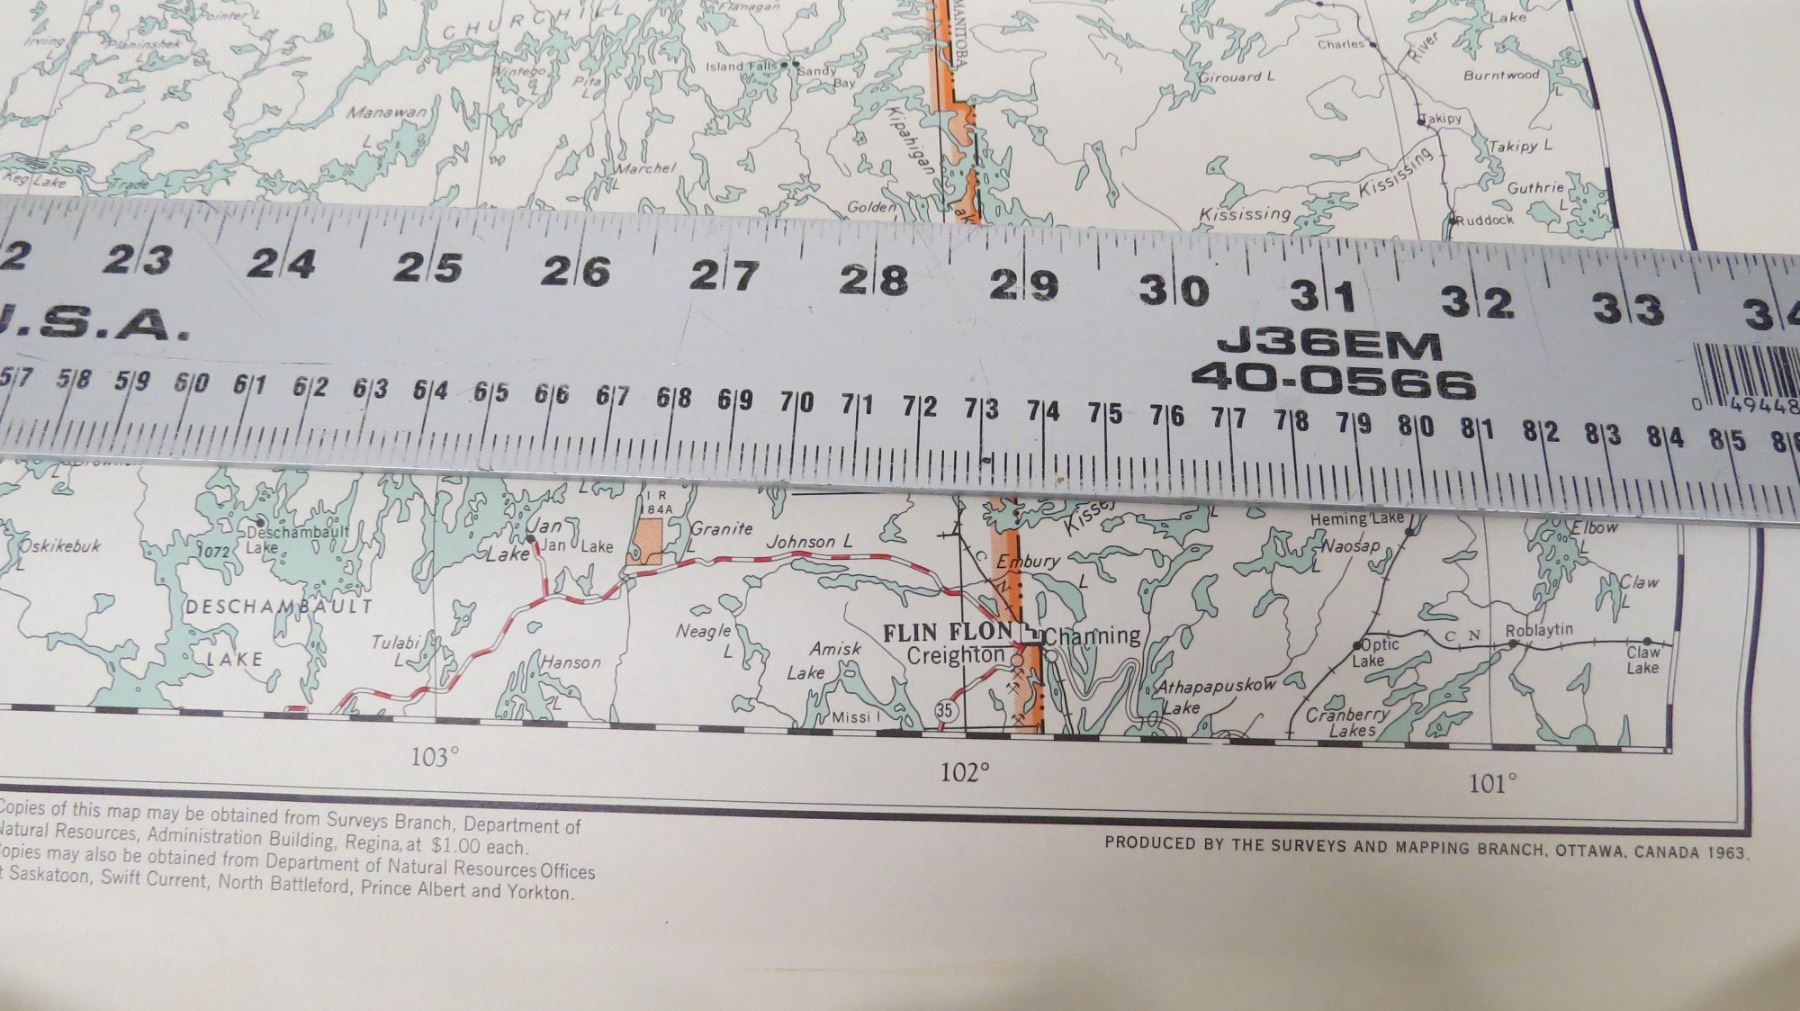 Pointer L
CHURCHILL
Flanagan
L
MANITOBA
Lake
Irving
L
Planinshek
L
Wintego
L
Pita
L
Island Falls
Sandy
Bay
Charles
River
Girouard L
Burntwood
L
Manawan
L
Kipahigan
Takipy
Takipy L
Keg Lake
Trade
L
Marchel
L
Kississing
Guthrie
L
Golden
ak
Kississing
Ruddock
2 23 24 25 26 27 28 29 30 31 32 33 34
U.S.A.
J36EM
40-0566
0 49448
57 58 59 60 61 62 63 64 65 66 67 68 69 70 71 72 73 74 75 76 77 78 79 80 81 82 83 84 85 86
L
I R
184A
Jan
Lake
Jan Lake
Granite
L
Johnson L
Kisse
Heming Lake
Elbow
L
Oskikebuk
L
1072
Deschambault
Lake
C N
Embury
L
Naosap
L
Claw
L
DESCHAMBAULT
LAKE
Tulabi
L
Hanson
L
Neagle
L
Amisk
Lake
Missi I
FLIN FLON
Creighton
Channing
35
Athapapuskow
Lake
Optic
Lake
C N
Roblaytin
Claw
Lake
Cranberry
Lakes
103°
102°
101°
Copies of this map may be obtained from Surveys Branch, Department of
Natural Resources, Administration Building, Regina, at $1.00 each.
Copies may also be obtained from Department of Natural Resources Offices
t Saskatoon, Swift Current, North Battleford, Prince Albert and Yorkton.
PRODUCED BY THE SURVEYS AND MAPPING BRANCH, OTTAWA, CANADA 1963.